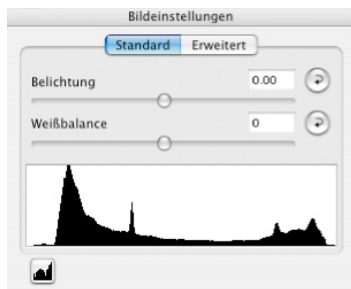 Bildeinstellungen
Standard Erweitert
Belichtung 0.00
Weißbalance 0